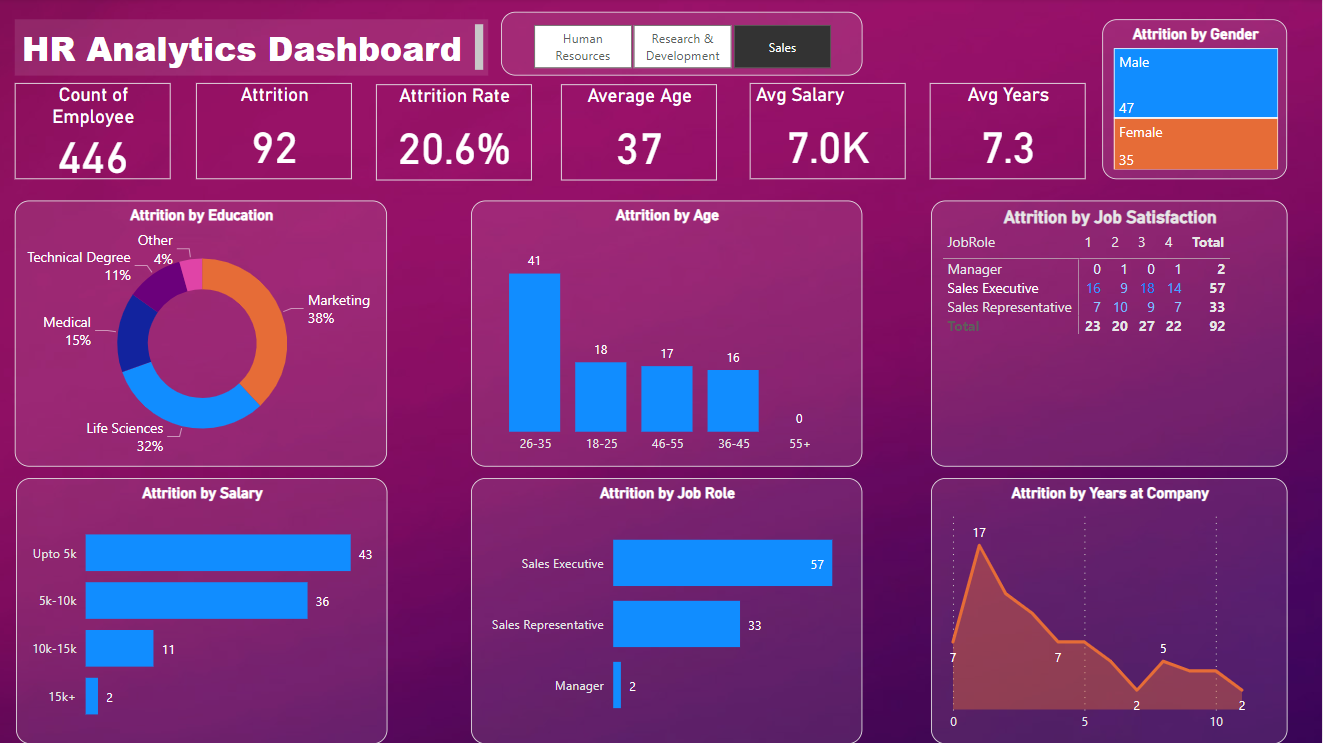 HR Analytics Dashboard
Human
Resources
Research &
Development
Sales
Attrition by Gender
Male
47
Female
35
Count of
Employee
446
Attrition
92
Attrition Rate
20.6%
Average Age
37
Avg Salary
7.0K
Avg Years
7.3
Attrition by Education
Other
4%
Technical Degree
11%
Medical
15%
Life Sciences
32%
Marketing
38%
Attrition by Age
41
18
17
16
0
26-35 18-25 46-55 36-45 55+
Attrition by Job Satisfaction
JobRole 1 2 3 4 Total
Manager 0 1 0 1 2
Sales Executive 16 9 18 14 57
Sales Representative 7 10 9 7 33
Total 23 20 27 22 92
Attrition by Salary
Upto 5k 43
5k-10k 36
10k-15k 11
15k+ 2
Attrition by Job Role
Sales Executive 57
Sales Representative 33
Manager 2
Attrition by Years at Company
17
7
7
5
2
2
0 5 10